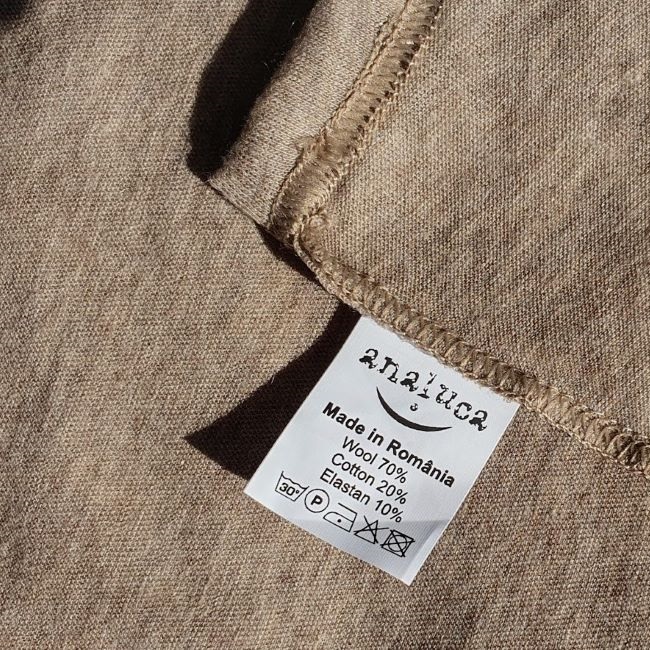 analuca
Made in România
Wool 70%
Cotton 20%
Elastan 10%
30° P